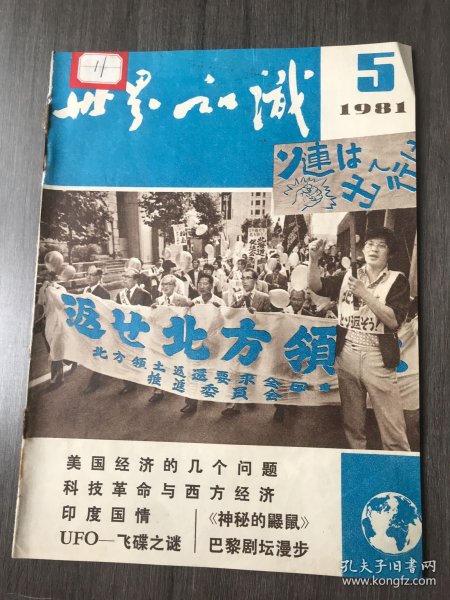 11
世界知識
5
1981
ソ連は
返せ北方領
北方領土返還要求全国
推進委員会
美国经济的几个问题
科技革命与西方经济
印度国情
《神秘的鼹鼠》
UFO—飞碟之谜
巴黎剧坛漫步
孔夫子旧书网
www.kongfz.com